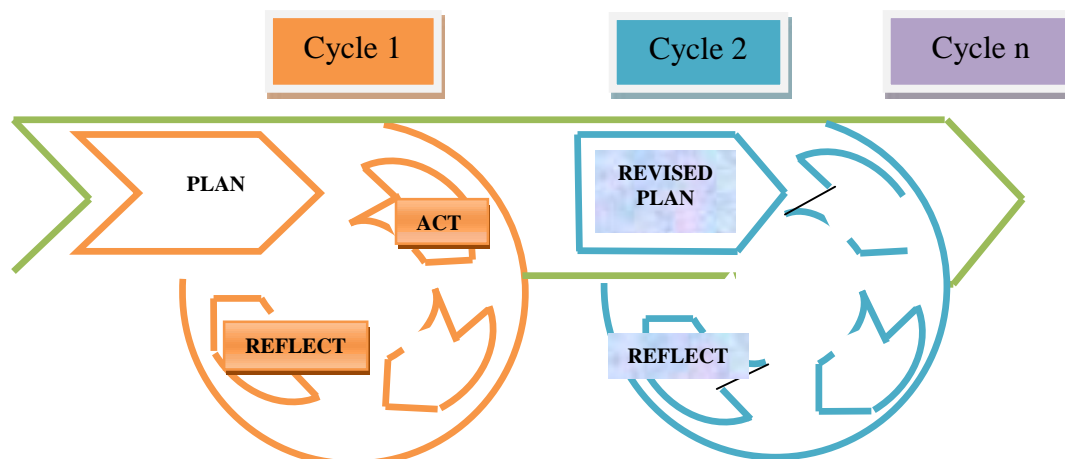 Cycle 1
Cycle 2
Cycle n
PLAN
ACT
REFLECT
REVISED
PLAN
REFLECT